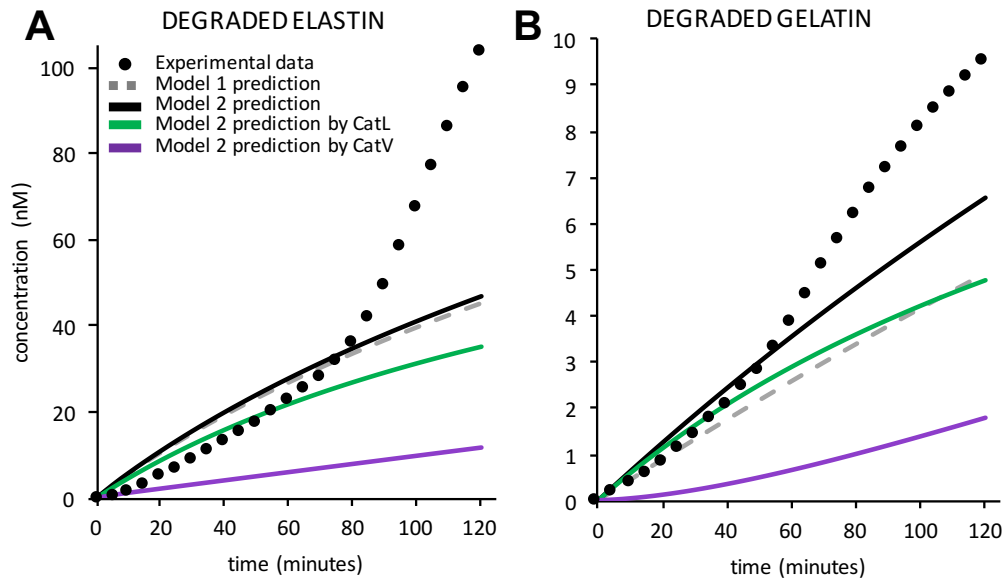 A
DEGRADED ELASTIN
Experimental data
Model 1 prediction
Model 2 prediction
Model 2 prediction by CatL
Model 2 prediction by CatV
concentration (nM)
100
80
60
40
20
0
0 20 40 60 80 100 120
time (minutes)
B
DEGRADED GELATIN
10
9
8
7
6
5
4
3
2
1
0
0 20 40 60 80 100 120
time (minutes)